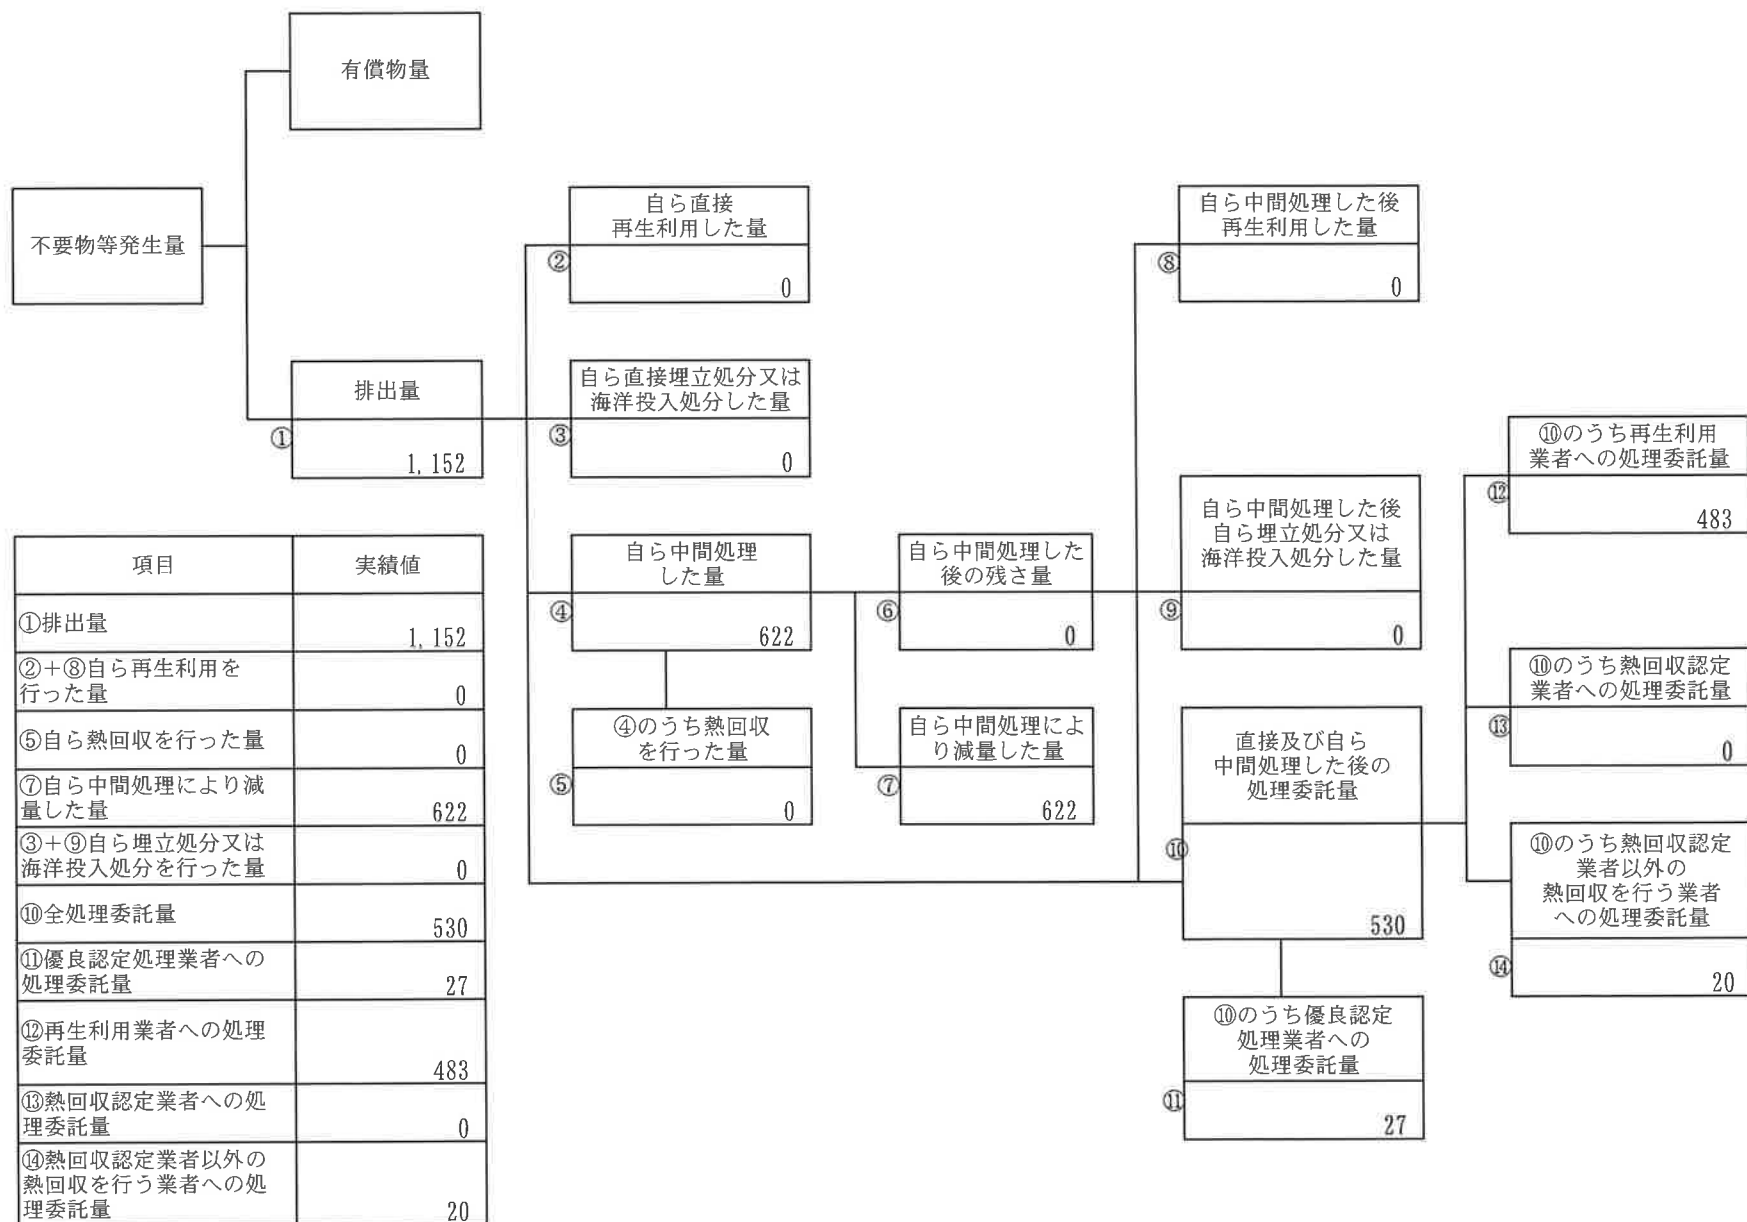 有償物量
不要物等発生量
排出量
①
1,152
自ら直接
再生利用した量
②
0
自ら直接埋立処分又は
海洋投入処分した量
③
0
自ら中間処理
した量
④
622
④のうち熱回収
を行った量
⑤
0
自ら中間処理した
後の残さ量
⑥
0
自ら中間処理によ
り減量した量
⑦
622
自ら中間処理した後
再生利用した量
⑧
0
自ら中間処理した後
自ら埋立処分又は
海洋投入処分した量
⑨
0
直接及び自ら
中間処理した後の
処理委託量
⑩
530
⑩のうち優良認定
処理業者への
処理委託量
⑪
27
⑩のうち再生利用
業者への処理委託量
⑫
483
⑩のうち熱回収認定
業者への処理委託量
⑬
0
⑩のうち熱回収認定
業者以外の
熱回収を行う業者
への処理委託量
⑭
20
項目 実績値
①排出量
1,152
②+⑧自ら再生利用を
行った量 0
⑤自ら熱回収を行った量
0
⑦自ら中間処理により減
量した量 622
③+⑨自ら埋立処分又は
海洋投入処分を行った量 0
⑩全処理委託量
530
⑪優良認定処理業者への
処理委託量 27
⑫再生利用業者への処理
委託量
483
⑬熱回収認定業者への処
理委託量 0
⑭熱回収認定業者以外の
熱回収を行う業者への処
理委託量 20